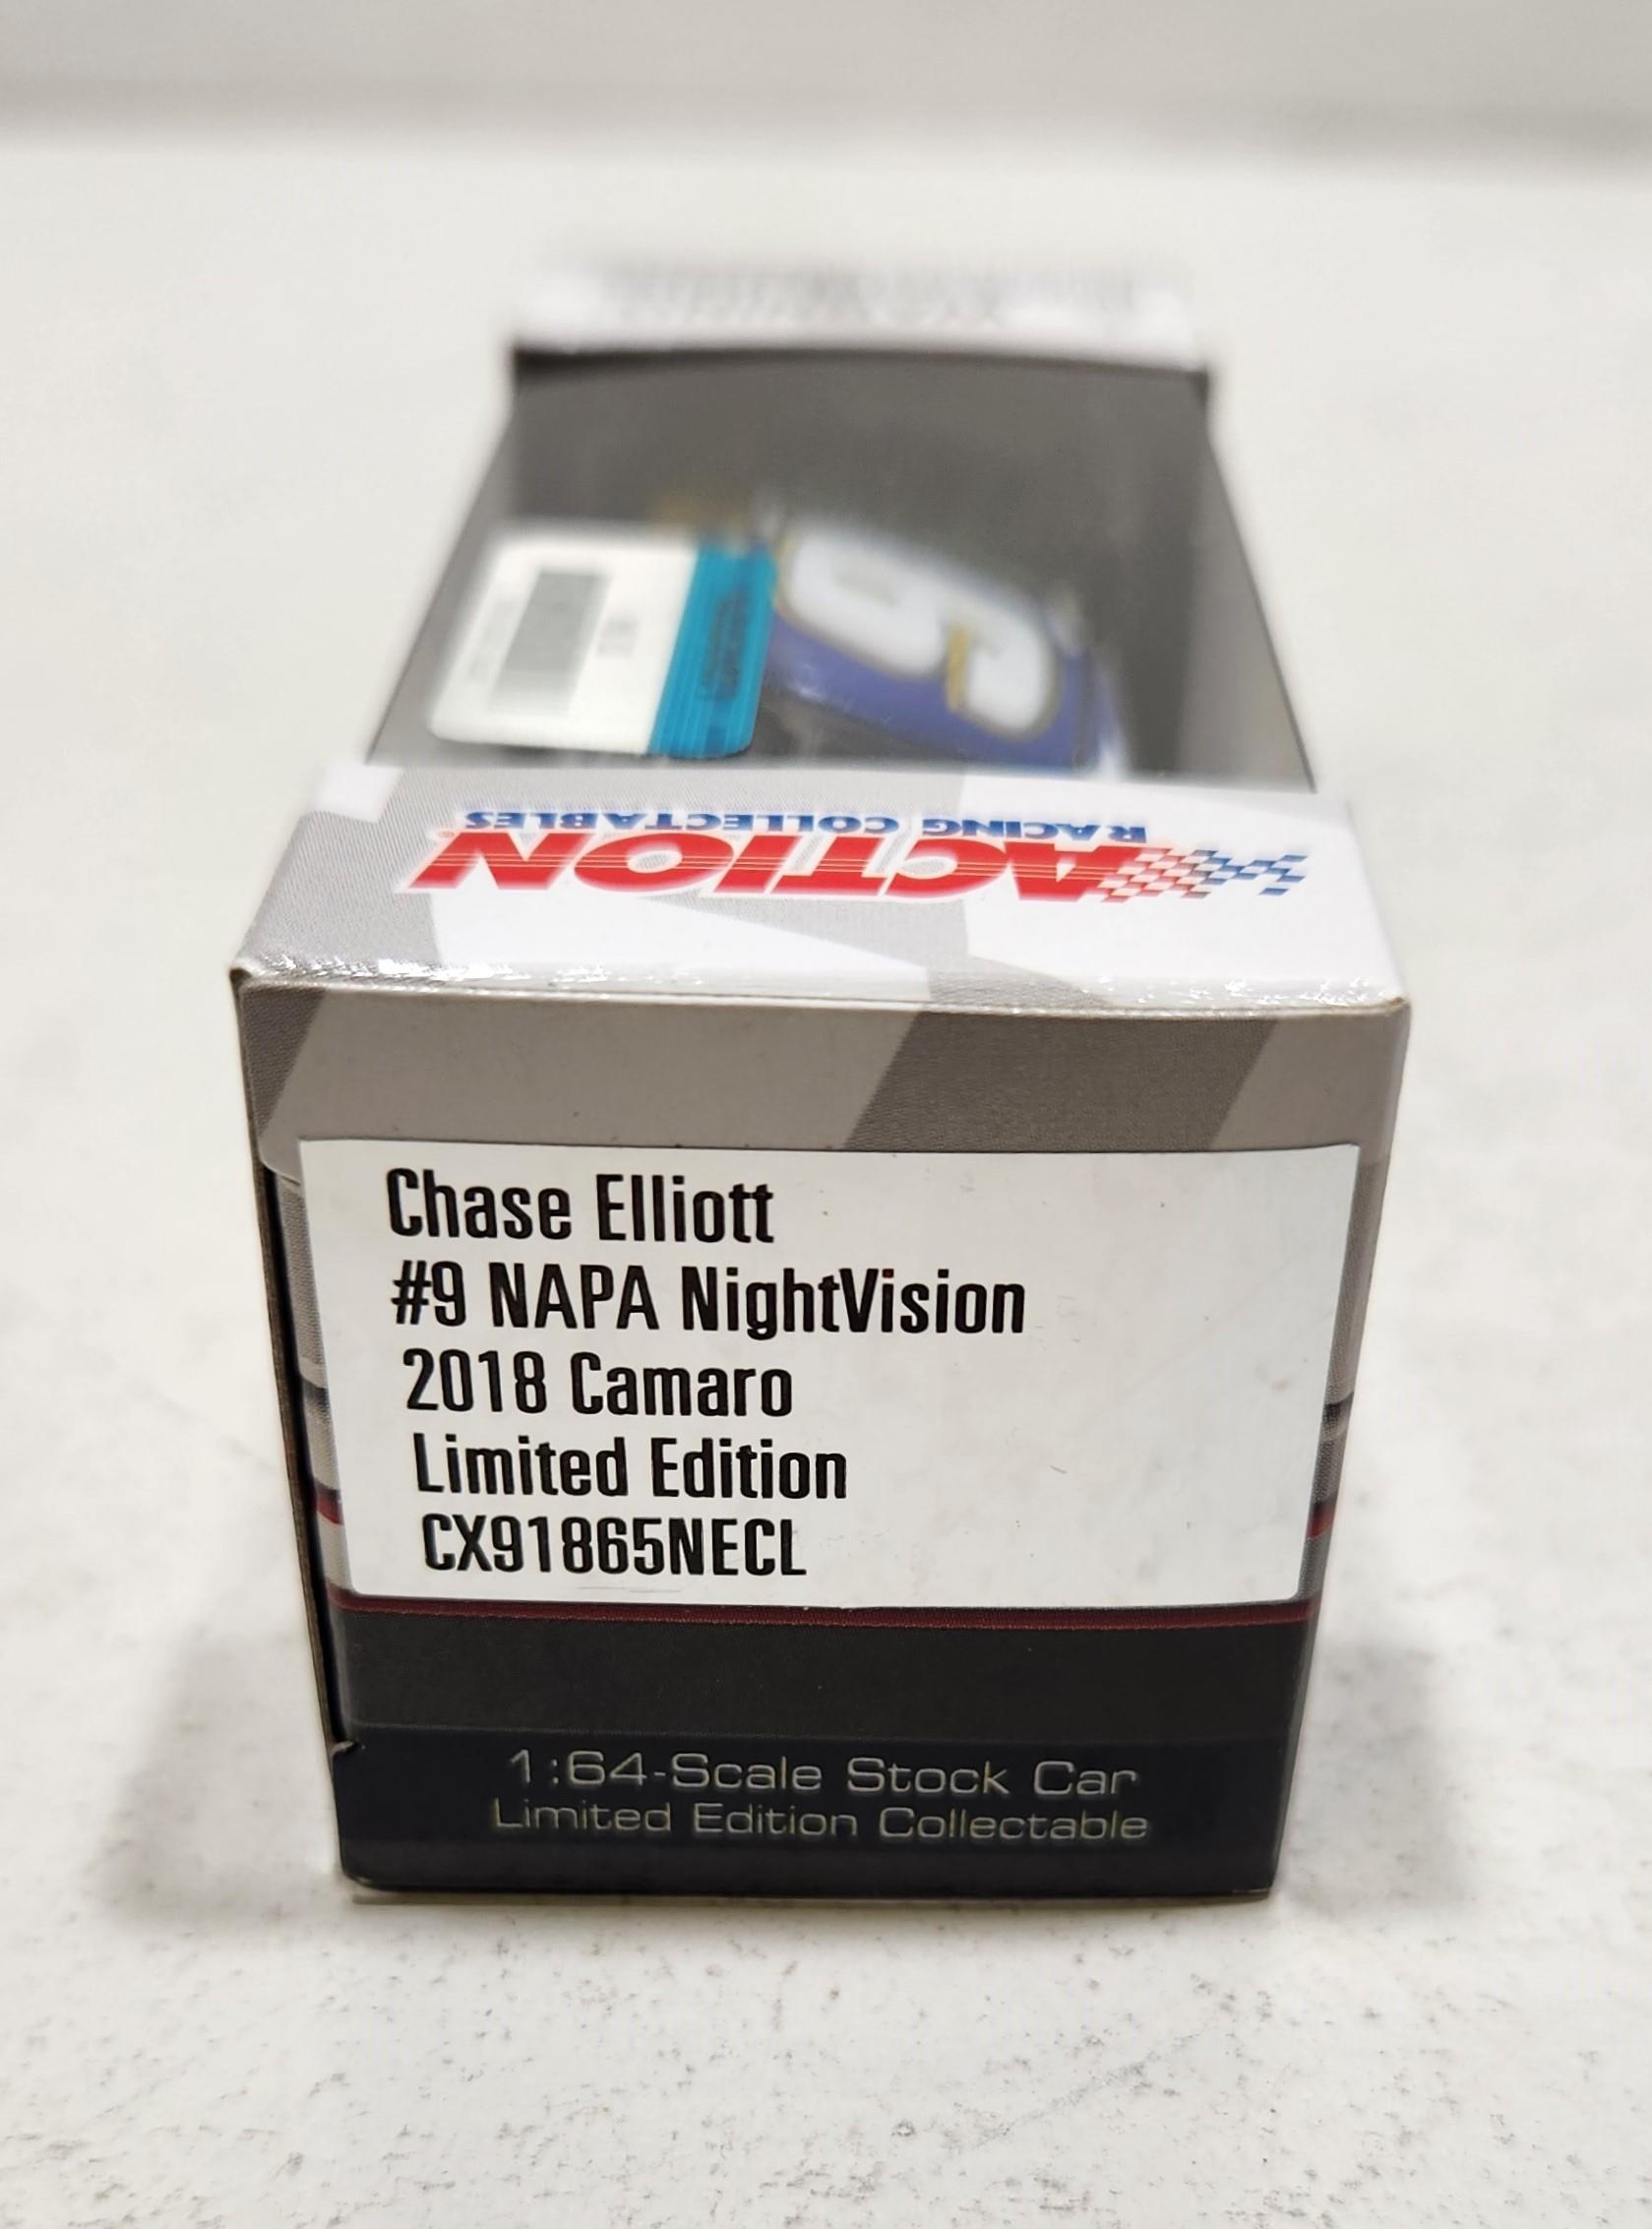 RACING COLLECTABLES
ACTION
Chase Elliott
#9 NAPA NightVision
2018 Camaro
Limited Edition
CX91865NECL
1:64-Scale Stock Car
Limited Edition Collectable